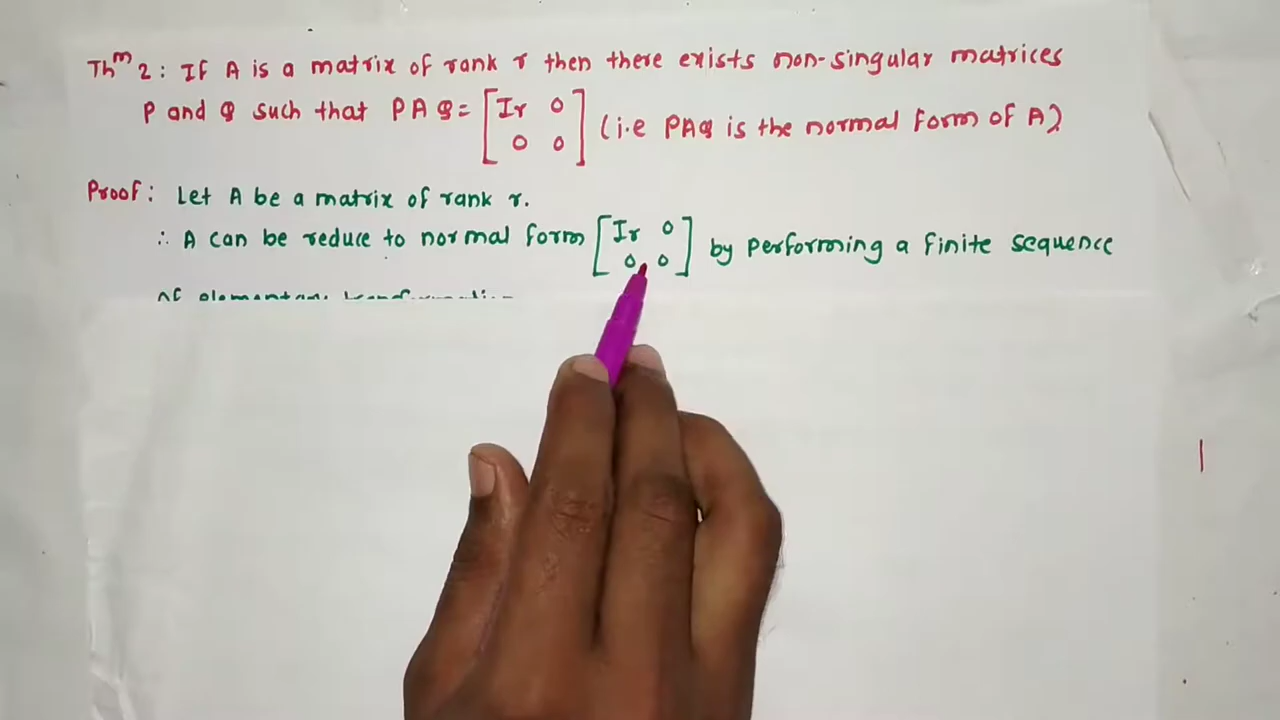 Thm 2: If A is a matrix of rank r then there exists non-singular matrices
P and Q such that PAQ = [Ir 0
0 0] (i.e PAQ is the normal form of A)
Proof: Let A be a matrix of rank r.
∴ A can be reduce to normal form [Ir 0
0 0] by performing a finite sequence